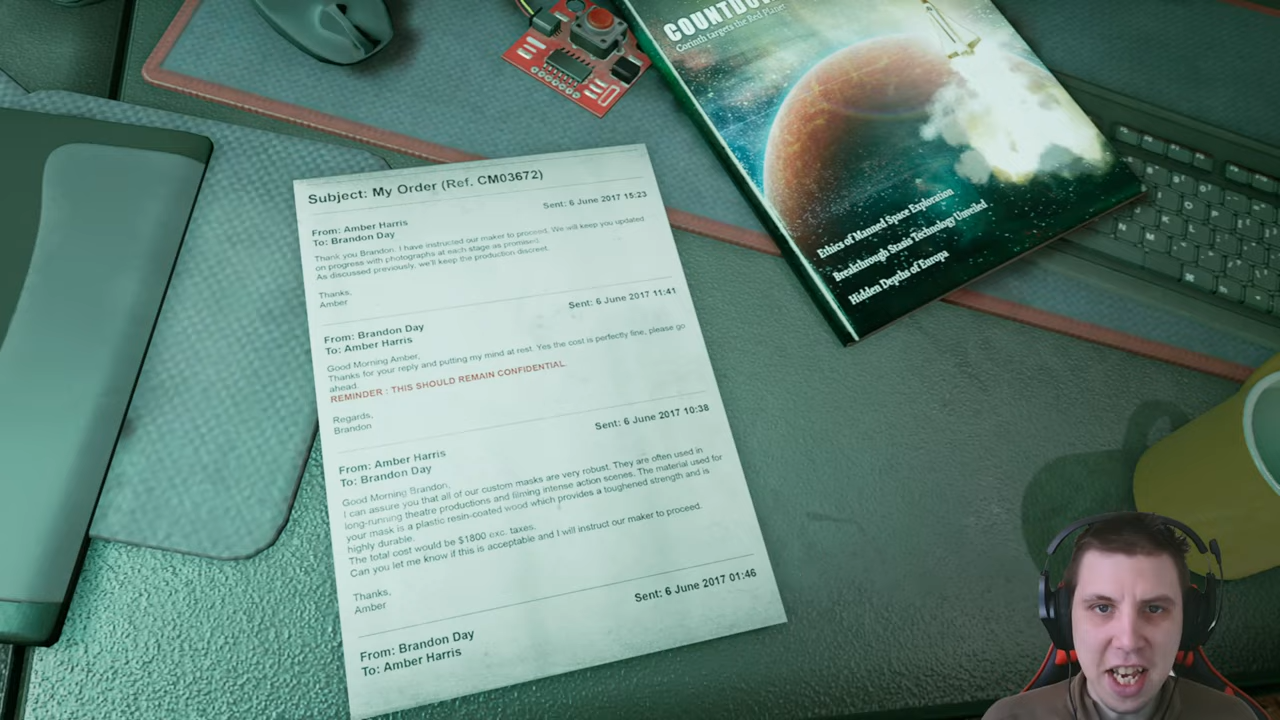 COUNTDO
Corinth targets the Red Planet
Ethics of Manned Space Exploration
Breakthrough Stasis Technology Unveiled
Hidden Depths of Europa
Subject: My Order (Ref. CM03672)
Sent: 6 June 2017 15:23
From: Amber Harris
To: Brandon Day
Thank you Brandon. I have instructed our maker to proceed. We will keep you updated
on progress with photographs at each stage as promised.
As discussed previously, we'll keep the production discreet.
Thanks,
Amber
Sent: 6 June 2017 11:41
From: Brandon Day
To: Amber Harris
Good Morning Amber,
Thanks for your reply and putting my mind at rest. Yes the cost is perfectly fine, please go
ahead.
REMINDER : THIS SHOULD REMAIN CONFIDENTIAL.
Regards,
Brandon
Sent: 6 June 2017 10:38
From: Amber Harris
To: Brandon Day
Good Morning Brandon,
I can assure you that all of our custom masks are very robust. They are often used in
long-running theatre productions and filming intense action scenes. The material used for
your mask is a plastic resin-coated wood which provides a toughened strength and is
highly durable.
The total cost would be $1800 exc. taxes.
Can you let me know if this is acceptable and I will instruct our maker to proceed.
Thanks,
Amber
Sent: 6 June 2017 01:46
From: Brandon Day
To: Amber Harris